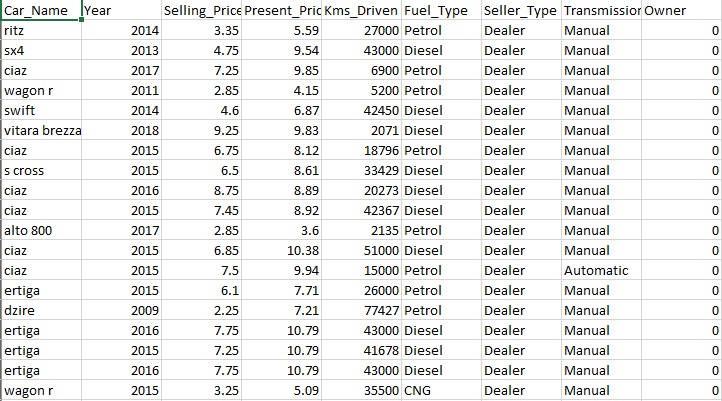 Car_Name Year Selling_Price Present_Pric Kms_Driven Fuel_Type Seller_Type Transmission Owner
ritz 2014 3.35 5.59 27000 Petrol Dealer Manual 0
sx4 2013 4.75 9.54 43000 Diesel Dealer Manual 0
ciaz 2017 7.25 9.85 6900 Petrol Dealer Manual 0
wagon r 2011 2.85 4.15 5200 Petrol Dealer Manual 0
swift 2014 4.6 6.87 42450 Diesel Dealer Manual 0
vitara brezza 2018 9.25 9.83 2071 Diesel Dealer Manual 0
ciaz 2015 6.75 8.12 18796 Petrol Dealer Manual 0
s cross 2015 6.5 8.61 33429 Diesel Dealer Manual 0
ciaz 2016 8.75 8.89 20273 Diesel Dealer Manual 0
ciaz 2015 7.45 8.92 42367 Diesel Dealer Manual 0
alto 800 2017 2.85 3.6 2135 Petrol Dealer Manual 0
ciaz 2015 6.85 10.38 51000 Diesel Dealer Manual 0
ciaz 2015 7.5 9.94 15000 Petrol Dealer Automatic 0
ertiga 2015 6.1 7.71 26000 Petrol Dealer Manual 0
dzire 2009 2.25 7.21 77427 Petrol Dealer Manual 0
ertiga 2016 7.75 10.79 43000 Diesel Dealer Manual 0
ertiga 2015 7.25 10.79 41678 Diesel Dealer Manual 0
ertiga 2016 7.75 10.79 43000 Diesel Dealer Manual 0
wagon r 2015 3.25 5.09 35500 CNG Dealer Manual 0